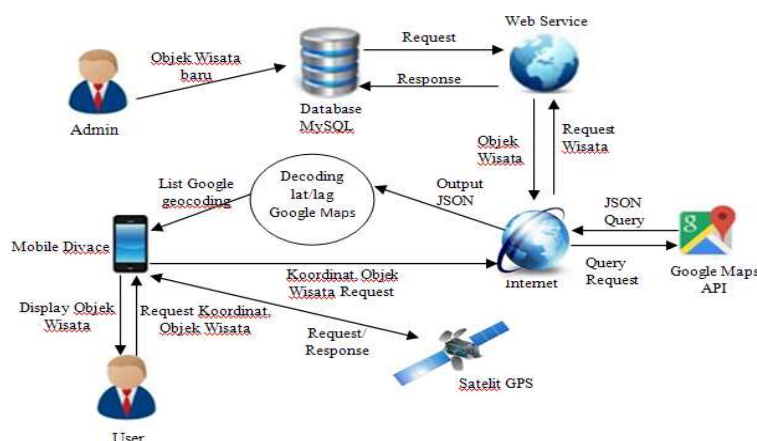 Web Service
Request
Objek Wisata
baru
Response
Admin
Database
MySQL
Objek
Wisata
Request
Wisata
Decoding
lat/lag
Google Maps
Output
JSON
List Google
geocoding
JSON
Query
g
Mobile Divace
Internet
Query
Request
Google Maps
API
Koordinat, Objek
Wisata Request
Display Objek
Wisata
Request Koordinat,
Objek Wisata
Request/
Response
Satelit GPS
User